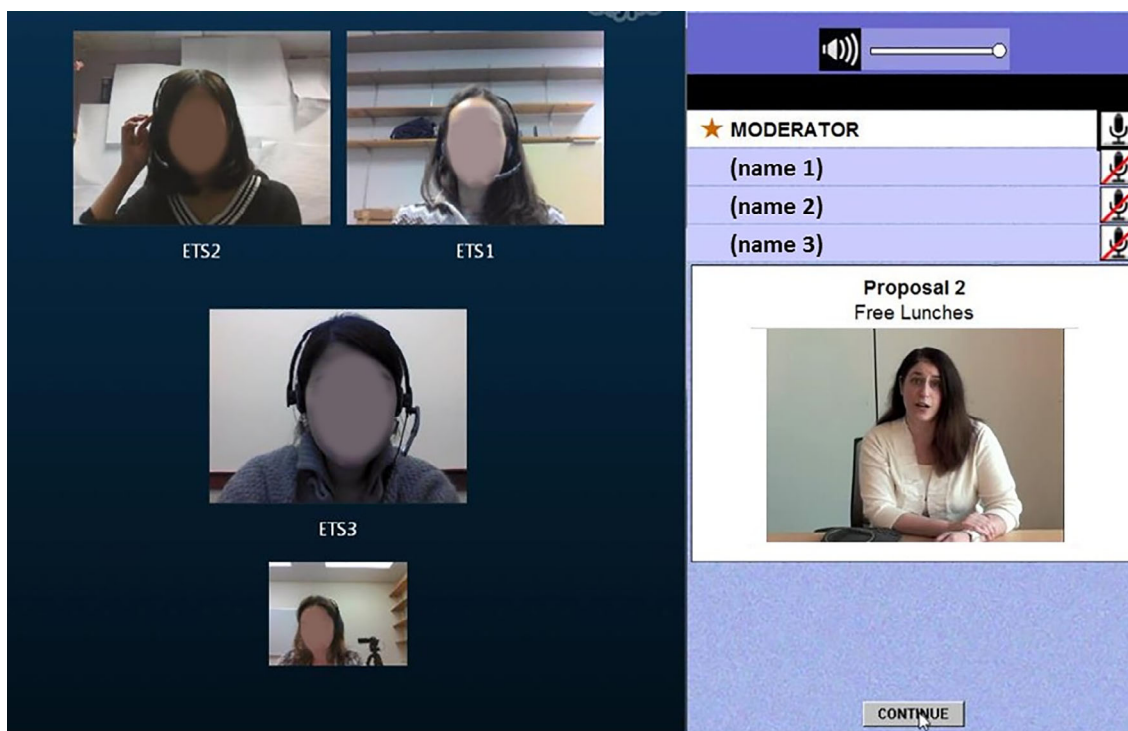 ETS2
ETS1
ETS3
MODERATOR
(name 1)
(name 2)
(name 3)
Proposal 2
Free Lunches
CONTINUE